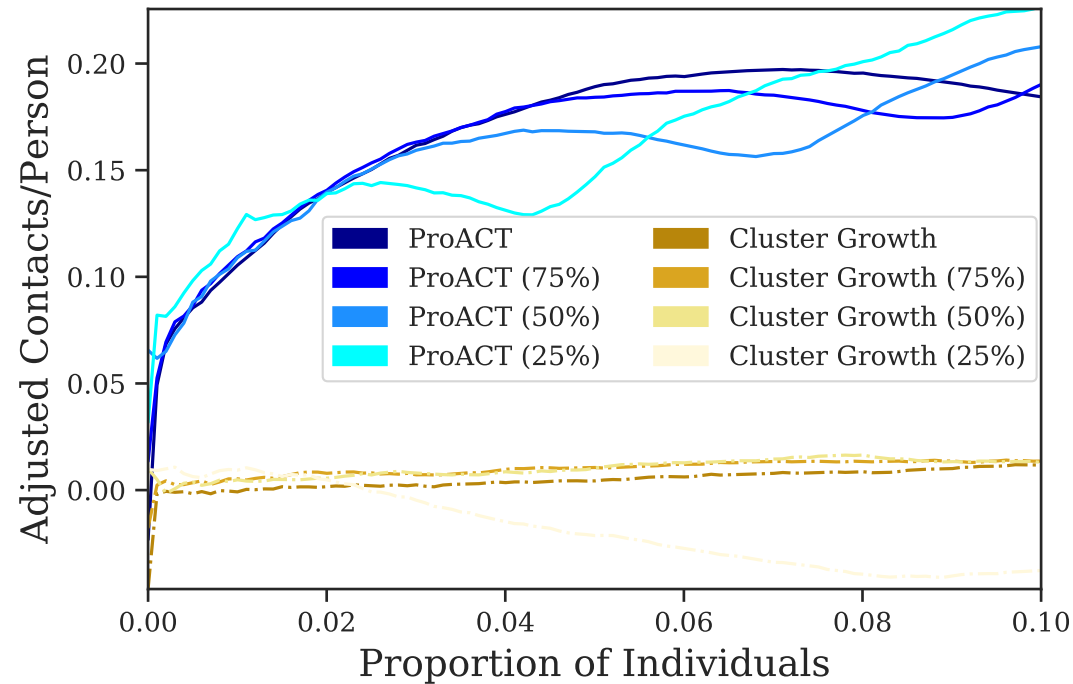 Adjusted Contacts/Person
0.20
0.15
0.10
0.05
0.00
ProACT
ProACT (75%)
ProACT (50%)
ProACT (25%)
Cluster Growth
Cluster Growth (75%)
Cluster Growth (50%)
Cluster Growth (25%)
0.00 0.02 0.04 0.06 0.08 0.10
Proportion of Individuals